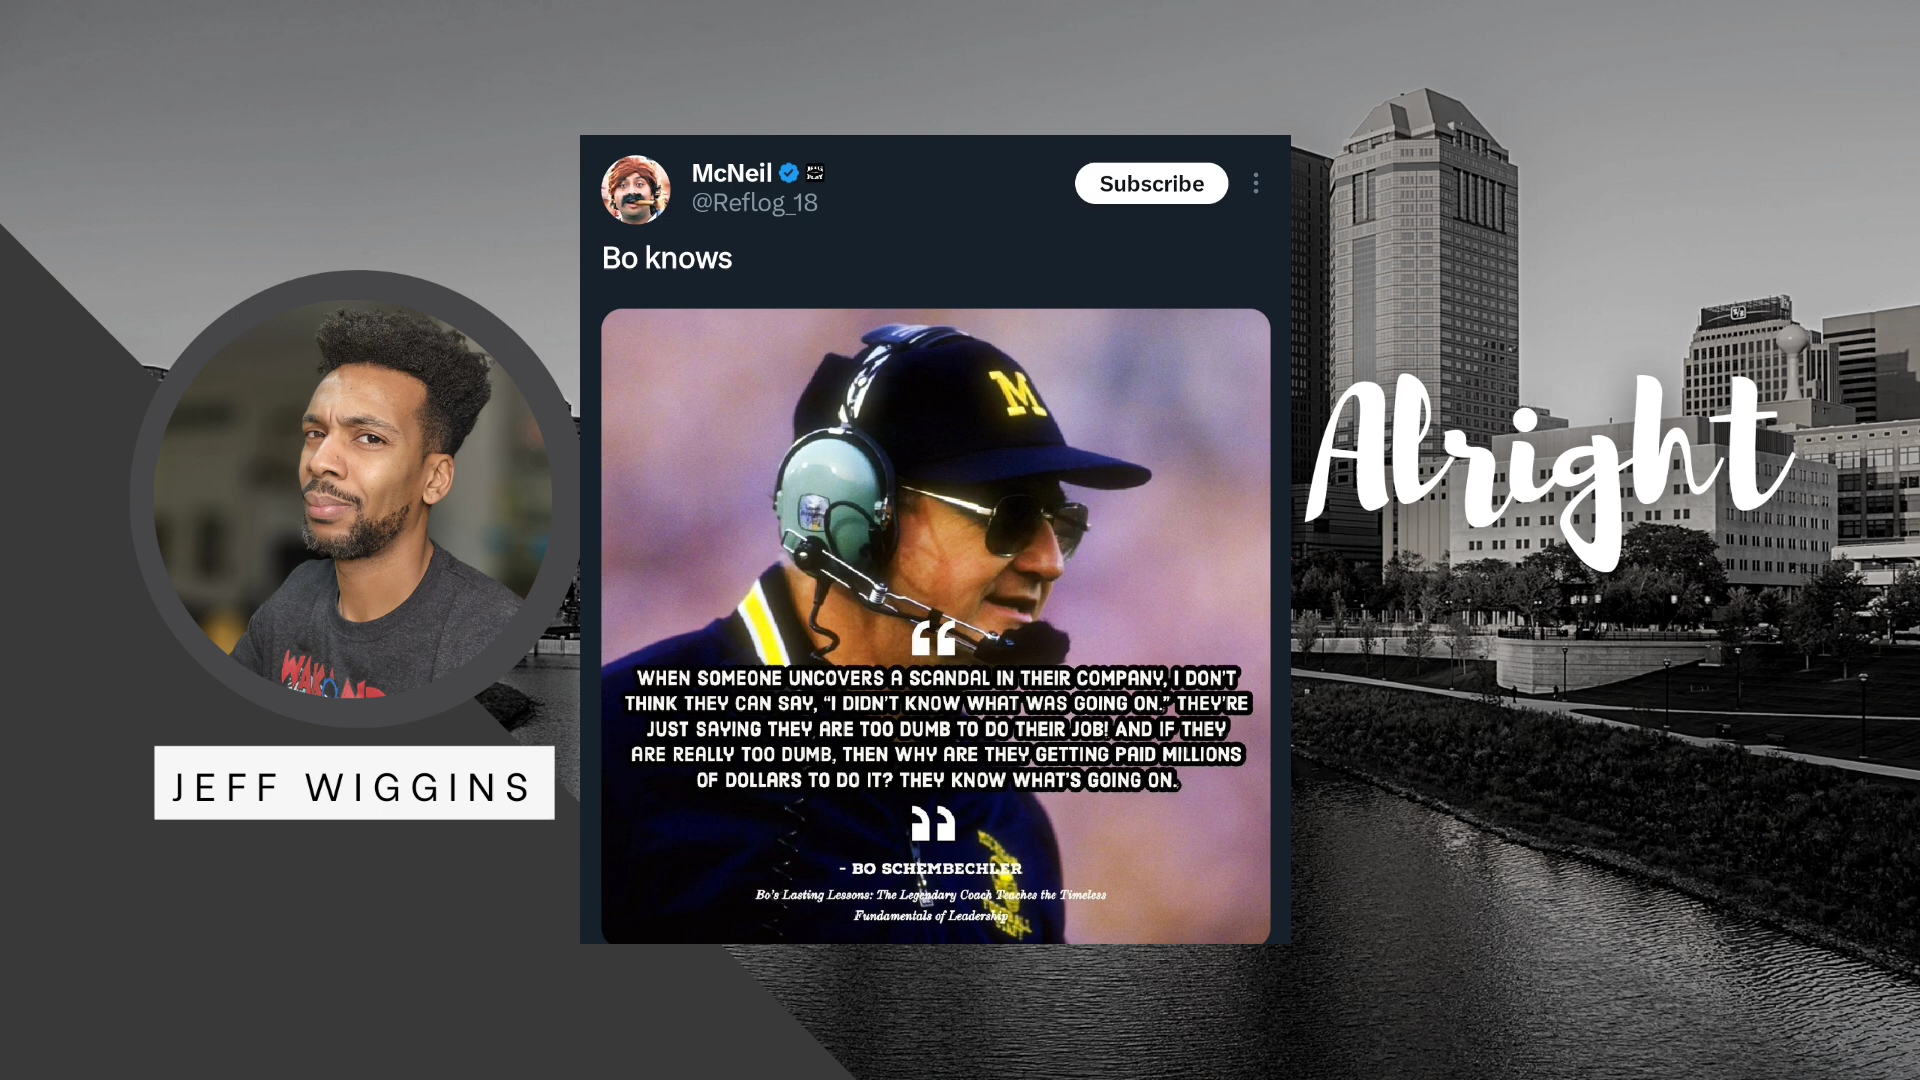 McNeil
@Reflog_18
Subscribe
Bo knows
M
“
WHEN SOMEONE UNCOVERS A SCANDAL IN THEIR COMPANY, I DON'T
THINK THEY CAN SAY, “I DIDN'T KNOW WHAT WAS GOING ON.” THEY'RE
JUST SAYING THEY ARE TOO DUMB TO DO THEIR JOB! AND IF THEY
ARE REALLY TOO DUMB, THEN WHY ARE THEY GETTING PAID MILLIONS
OF DOLLARS TO DO IT? THEY KNOW WHAT'S GOING ON.
”
- BO SCHEMBECHLER
Bo's Lasting Lessons: The Legendary Coach Teaches the Timeless
Fundamentals of Leadership
JEFF WIGGINS
Alright